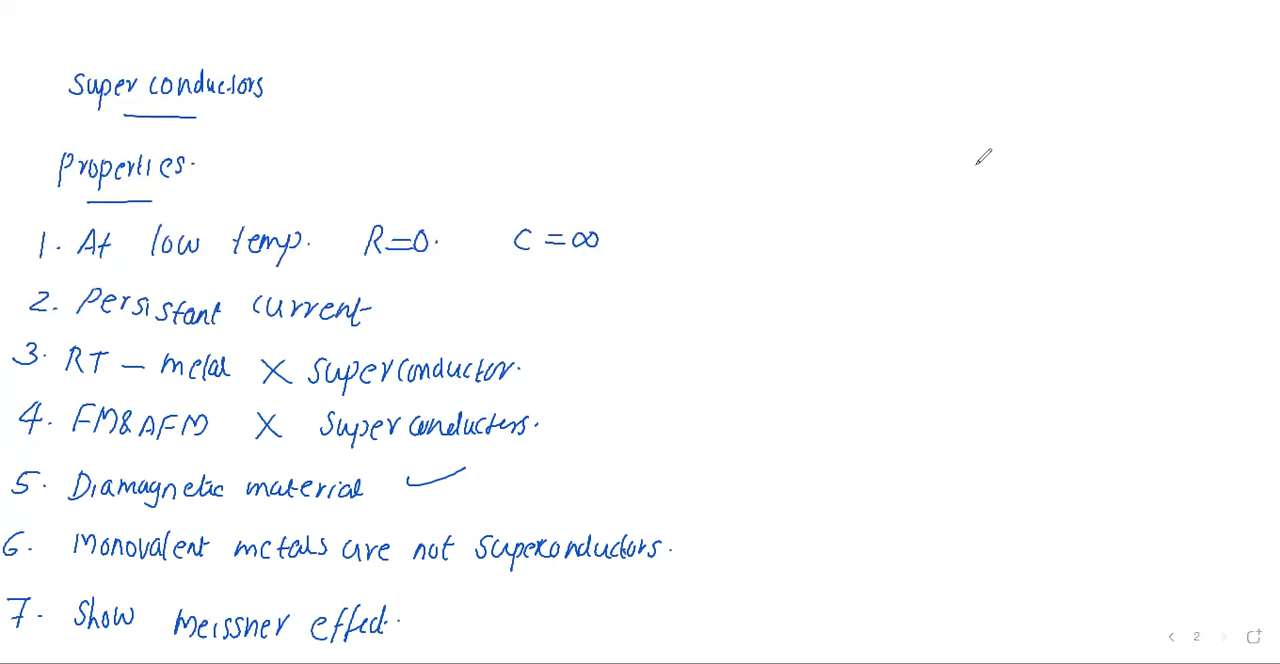 Super conductors
Properties.
1. At low temp. R=0. C=∞
2. Persistant current
3. RT - metal X superconductor.
4. FM&AFM X Superconducters.
5. Diamagnetic material ✓
6. Monovalent metals are not Superconductors.
7. Show Meissner effect.
< 2 >